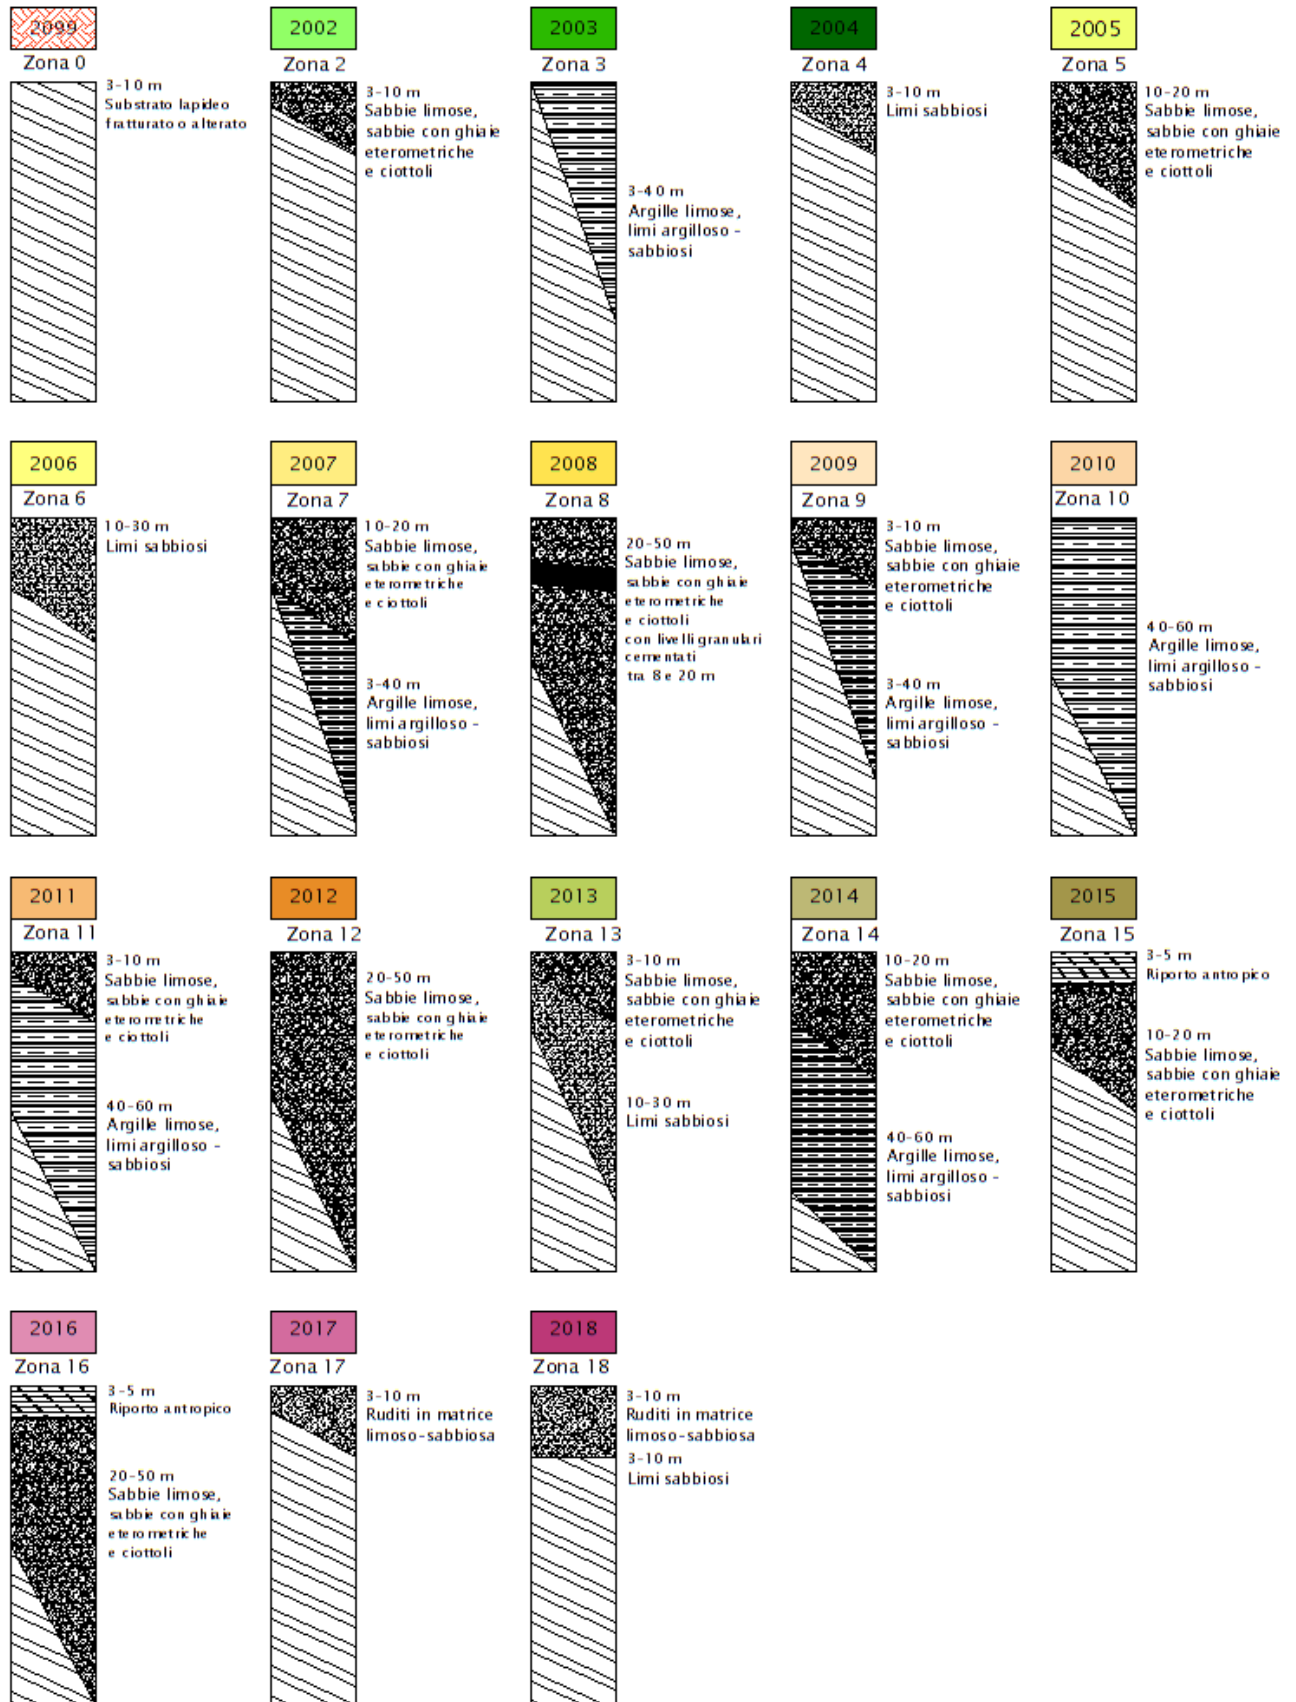 2099
Zona 0
3-10 m
Substrato lapideo
fratturato o alterato
2002
Zona 2
3-10 m
Sabbie limose,
sabbie con ghiaie
eterometriche
e ciottoli
2003
Zona 3
3-40 m
Argille limose,
limi argilloso -
sabbiosi
2004
Zona 4
3-10 m
Limi sabbiosi
2005
Zona 5
10-20 m
Sabbie limose,
sabbie con ghiaie
eterometriche
e ciottoli
2006
Zona 6
10-30 m
Limi sabbiosi
2007
Zona 7
10-20 m
Sabbie limose,
sabbie con ghiaie
eterometriche
e ciottoli
3-40 m
Argille limose,
limi argilloso -
sabbiosi
2008
Zona 8
20-50 m
Sabbie limose,
sabbie con ghiaie
eterometriche
e ciottoli
con livelli granulari
cementati
tra 8 e 20 m
2009
Zona 9
3-10 m
Sabbie limose,
sabbie con ghiaie
eterometriche
e ciottoli
3-40 m
Argille limose,
limi argilloso -
sabbiosi
2010
Zona 10
40-60 m
Argille limose,
limi argilloso -
sabbiosi
2011
Zona 11
3-10 m
Sabbie limose,
sabbie con ghiaie
eterometriche
e ciottoli
40-60 m
Argille limose,
limi argilloso -
sabbiosi
2012
Zona 12
20-50 m
Sabbie limose,
sabbie con ghiaie
eterometriche
e ciottoli
2013
Zona 13
3-10 m
Sabbie limose,
sabbie con ghiaie
eterometriche
e ciottoli
10-30 m
Limi sabbiosi
2014
Zona 14
10-20 m
Sabbie limose,
sabbie con ghiaie
eterometriche
e ciottoli
40-60 m
Argille limose,
limi argilloso -
sabbiosi
2015
Zona 15
3-5 m
Riporto antropico
10-20 m
Sabbie limose,
sabbie con ghiaie
eterometriche
e ciottoli
2016
Zona 16
3-5 m
Riporto antropico
20-50 m
Sabbie limose,
sabbie con ghiaie
eterometriche
e ciottoli
2017
Zona 17
3-10 m
Ruditi in matrice
limoso-sabbiosa
2018
Zona 18
3-10 m
Ruditi in matrice
limoso-sabbiosa
3-10 m
Limi sabbiosi